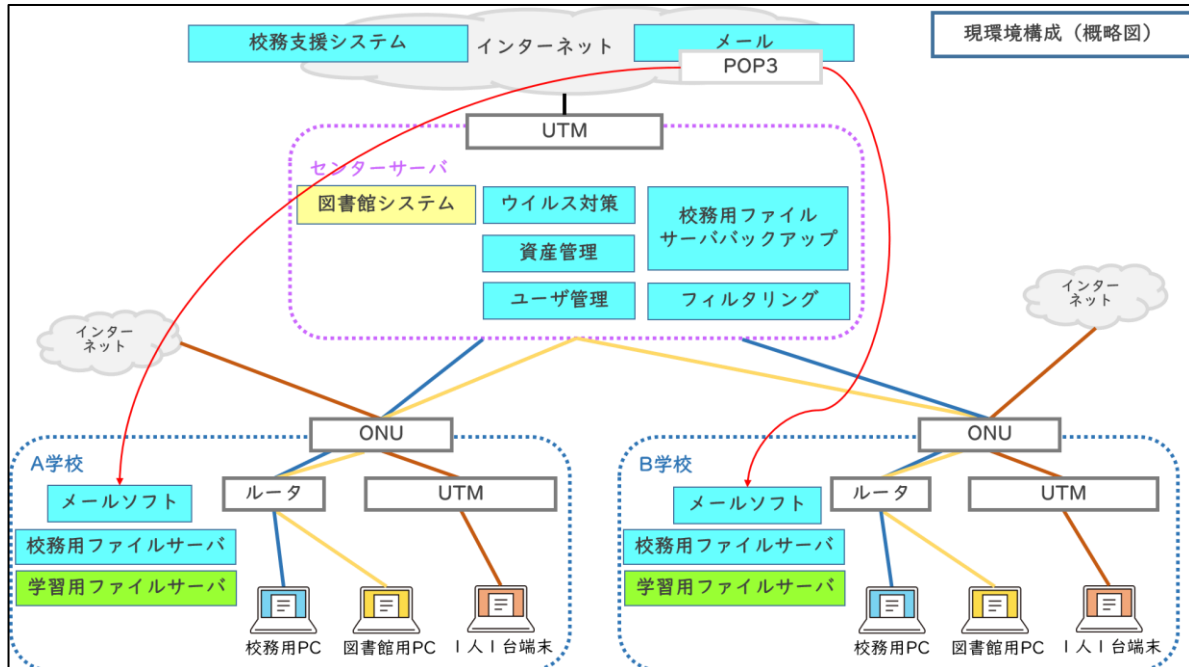 現環境構成（概略図）
校務支援システム
インターネット
メール
POP3
UTM
センターサーバ
図書館システム
ウイルス対策
校務用ファイル
サーババックアップ
資産管理
ユーザ管理
フィルタリング
インター
ネット
インター
ネット
ONU
A学校
ルータ
UTM
メールソフト
校務用ファイルサーバ
学習用ファイルサーバ
校務用PC
図書館用PC
1人1台端末
ONU
B学校
ルータ
UTM
メールソフト
校務用ファイルサーバ
学習用ファイルサーバ
校務用PC
図書館用PC
1人1台端末